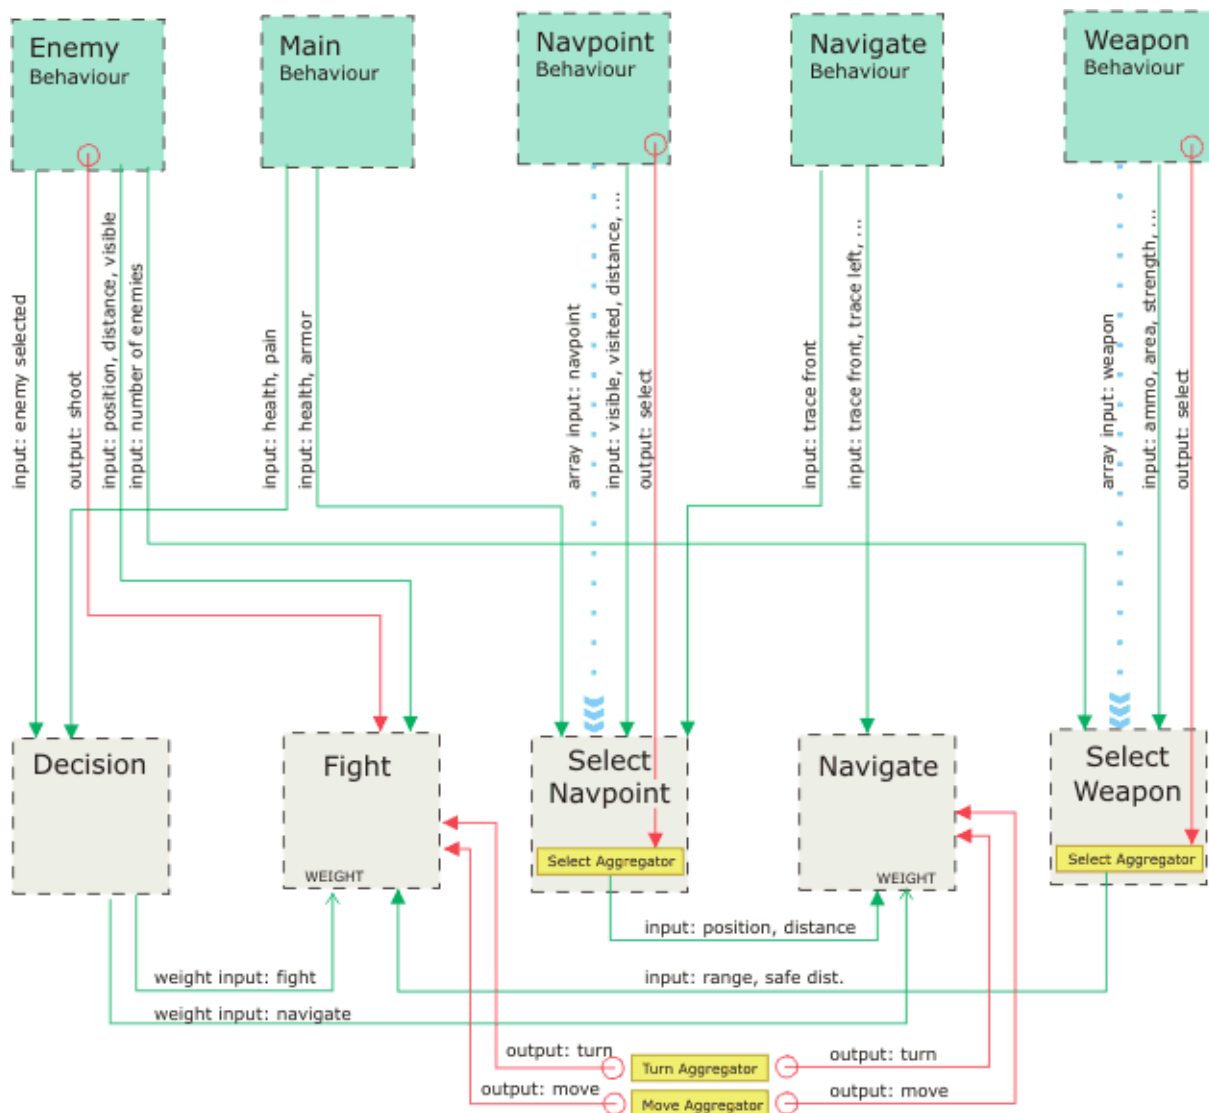 Enemy
Behaviour
Main
Behaviour
Navpoint
Behaviour
Navigate
Behaviour
Weapon
Behaviour
input: enemy selected
output: shoot
input: position, distance, visible
input: number of enemies
input: health, pain
input: health, armor
array input: navpoint
input: visible, visited, distance, ...
output: select
input: trace front
input: trace front, trace left, ...
array input: weapon
input: ammo, area, strength, ...
output: select
Decision
Fight
WEIGHT
Select
Navpoint
Select Aggregator
Navigate
WEIGHT
Select
Weapon
Select Aggregator
input: position, distance
weight input: fight
input: range, safe dist.
weight input: navigate
output: turn
Turn Aggregator
output: turn
output: move
Move Aggregator
output: move